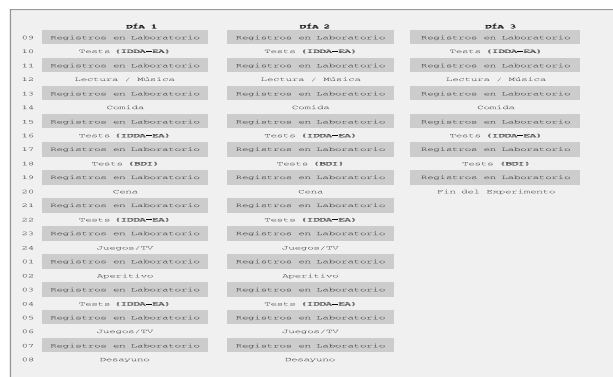 DÍA 1 DÍA 2 DÍA 3
09 Registros en Laboratorio Registros en Laboratorio Registros en Laboratorio
10 Tests (IDDA-EA) Tests (IDDA-EA) Tests (IDDA-EA)
11 Registros en Laboratorio Registros en Laboratorio Registros en Laboratorio
12 Lectura / Música Lectura / Música Lectura / Música
13 Registros en Laboratorio Registros en Laboratorio Registros en Laboratorio
14 Comida Comida Comida
15 Registros en Laboratorio Registros en Laboratorio Registros en Laboratorio
16 Tests (IDDA-EA) Tests (IDDA-EA) Tests (IDDA-EA)
17 Registros en Laboratorio Registros en Laboratorio Registros en Laboratorio
18 Tests (BDI) Tests (BDI) Tests (BDI)
19 Registros en Laboratorio Registros en Laboratorio Registros en Laboratorio
20 Cena Cena Fin del Experimento
21 Registros en Laboratorio Registros en Laboratorio
22 Tests (IDDA-EA) Tests (IDDA-EA)
23 Registros en Laboratorio Registros en Laboratorio
24 Juegos/TV Juegos/TV
01 Registros en Laboratorio Registros en Laboratorio
02 Aperitivo Aperitivo
03 Registros en Laboratorio Registros en Laboratorio
04 Tests (IDDA-EA) Tests (IDDA-EA)
05 Registros en Laboratorio Registros en Laboratorio
06 Juegos/TV Juegos/TV
07 Registros en Laboratorio Registros en Laboratorio
08 Desayuno Desayuno